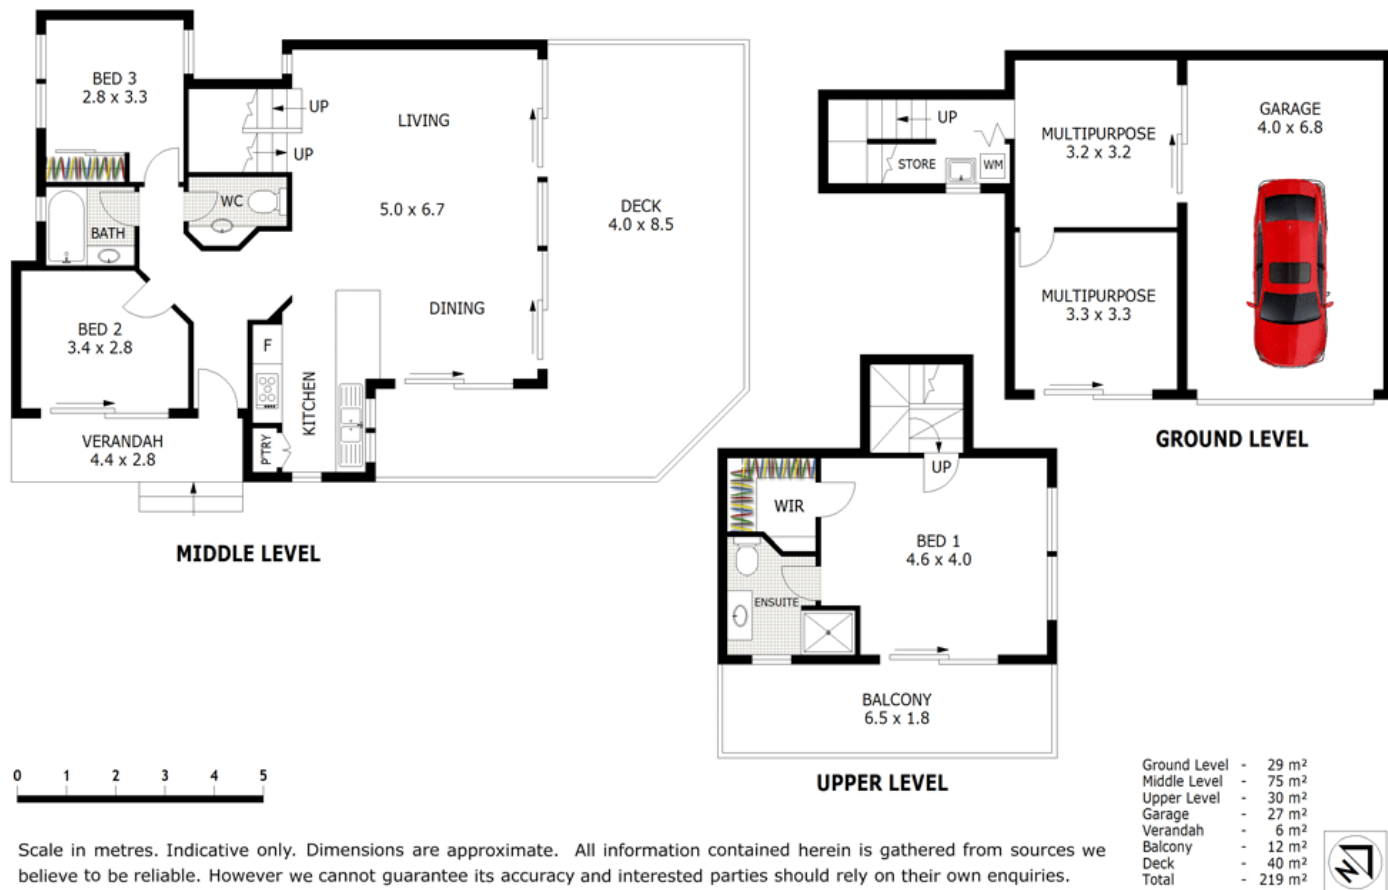 BED 3
2.8 x 3.3
UP
UP
LIVING
WC
BATH
5.0 x 6.7
DECK
4.0 x 8.5
DINING
BED 2
3.4 x 2.8
F
KITCHEN
P'TRY
VERANDAH
4.4 x 2.8
MIDDLE LEVEL
UP
STORE
WM
MULTIPURPOSE
3.2 x 3.2
GARAGE
4.0 x 6.8
MULTIPURPOSE
3.3 x 3.3
GROUND LEVEL
UP
WIR
BED 1
4.6 x 4.0
ENSUITE
BALCONY
6.5 x 1.8
UPPER LEVEL
0 1 2 3 4 5
Ground Level - 29 m²
Middle Level - 75 m²
Upper Level - 30 m²
Garage - 27 m²
Verandah - 6 m²
Balcony - 12 m²
Deck - 40 m²
Total - 219 m²
N
Scale in metres. Indicative only. Dimensions are approximate. All information contained herein is gathered from sources we
believe to be reliable. However we cannot guarantee its accuracy and interested parties should rely on their own enquiries.